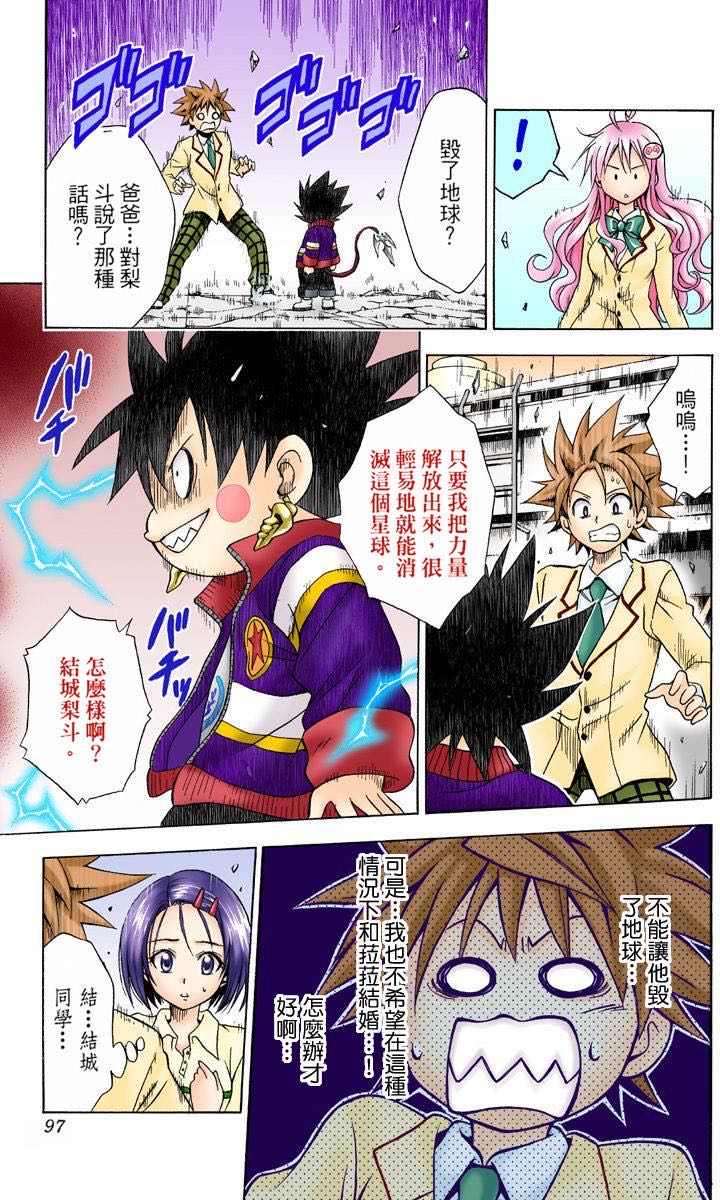 ！
毀了地球？
爸爸…對梨
斗說了那種
話嗎？
ゴゴゴ
ゴゴゴ
嗚嗚…！
只要我把力量
解放出來，很
輕易地就能消
滅這個星球。
バチ
バチッ
怎麼樣啊？
結城梨斗。
不能讓他毀
了地球…
可是…我也不希望在這種
情況下和菈菈結婚…！
怎麼辦才
好啊…
結…結城
同學…
97